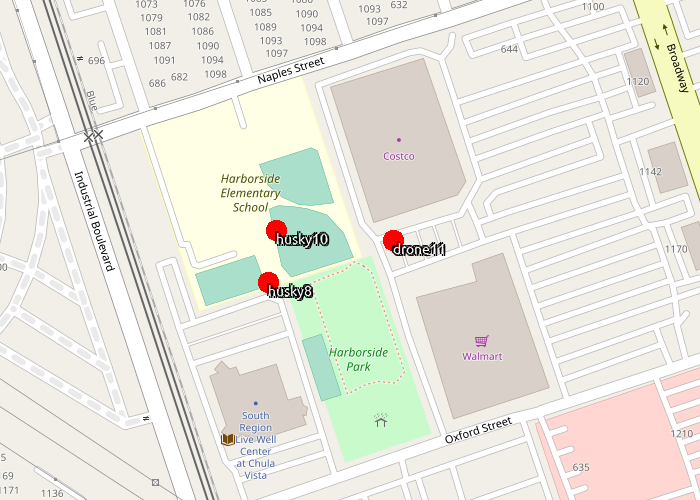 1073
1079
1081
1087
1091
1076
1082
1086
1090
1094
1098
1085
1089
1093
1097
1090
1094
1098
1093
1097
632
1100
696
686
682
644
Naples Street
Broadway
1120
Blue
Costco
1142
Harborside
Elementary
School
Industrial Boulevard
husky10
drone11
1170
husky8
Harborside
Park
Walmart
South
Region
Live Well
Center
at Chula
Vista
Oxford Street
1210
635
169
1171
1136